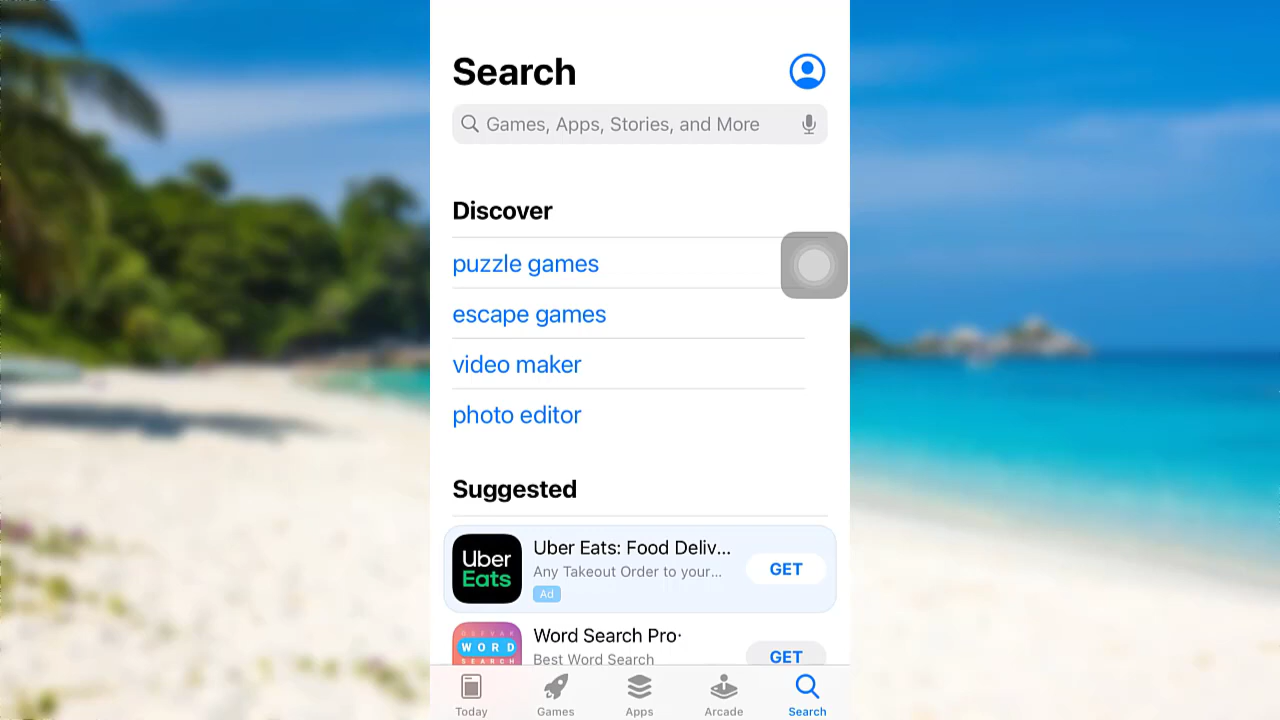 Search
Games, Apps, Stories, and More
Discover
puzzle games
escape games
video maker
photo editor
Suggested
Uber Eats
Uber Eats: Food Deliv...
Any Takeout Order to your...
Ad
GET
WORD
SEARCH
Word Search Pro·
Best Word Search
GET
Today
Games
Apps
Arcade
Search